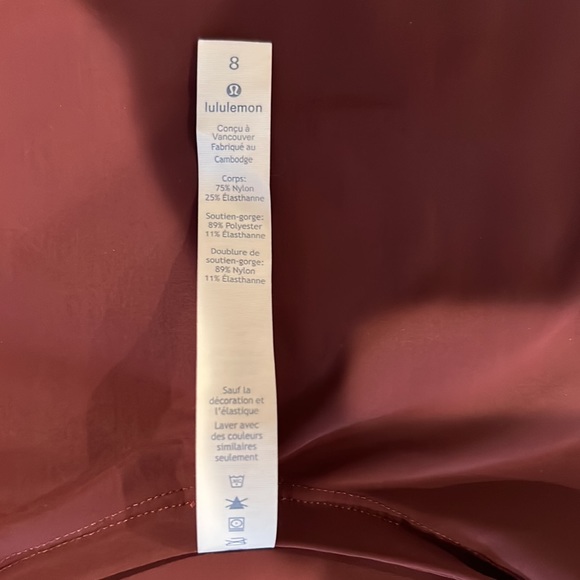 8
lululemon
Conçu à
Vancouver
Fabriqué au
Cambodge
Corps:
75% Nylon
25% Élasthanne
Soutien-gorge:
89% Polyester
11% Élasthanne
Doublure de
soutien-gorge:
89% Nylon
11% Élasthanne
Sauf la
décoration et
l'élastique
Laver avec
des couleurs
similaires
seulement